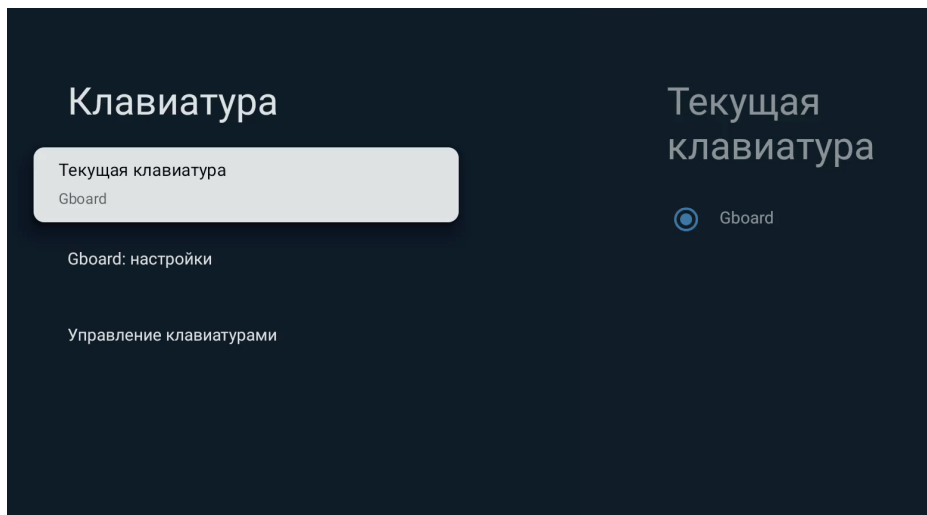 Клавиатура
Текущая клавиатура
Gboard
Gboard: настройки
Управление клавиатурами
Текущая
клавиатура
Gboard